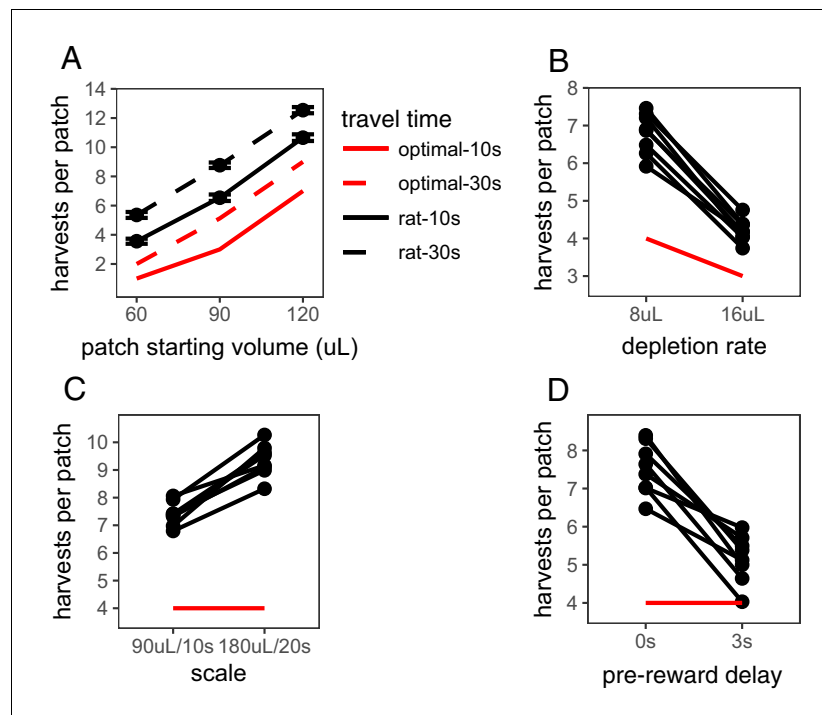 A
harvests per patch
14
12
10
8
6
4
2
60
90
120
patch starting volume (uL)
travel time
optimal-10s
optimal-30s
rat-10s
rat-30s
B
harvests per patch
8
7
6
5
4
3
8uL
16uL
depletion rate
C
harvests per patch
10
9
8
7
6
5
4
90uL/10s
180uL/20s
scale
D
harvests per patch
8
7
6
5
4
0s
3s
pre-reward delay